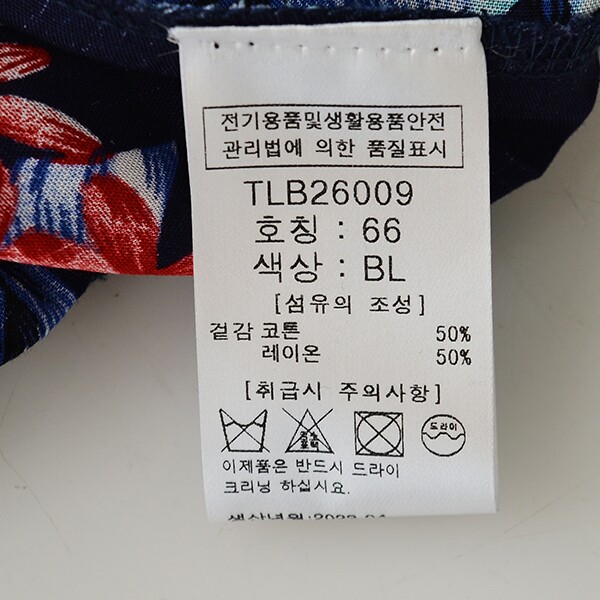 전기용품및생활용품안전
관리법에 의한 품질표시
TLB26009
호칭 : 66
색상 : BL
[섬유의 조성]
겉감 코튼 50%
레이온 50%
[취급시 주의사항]
드라이
이제품은 반드시 드라이
크리닝 하십시요.